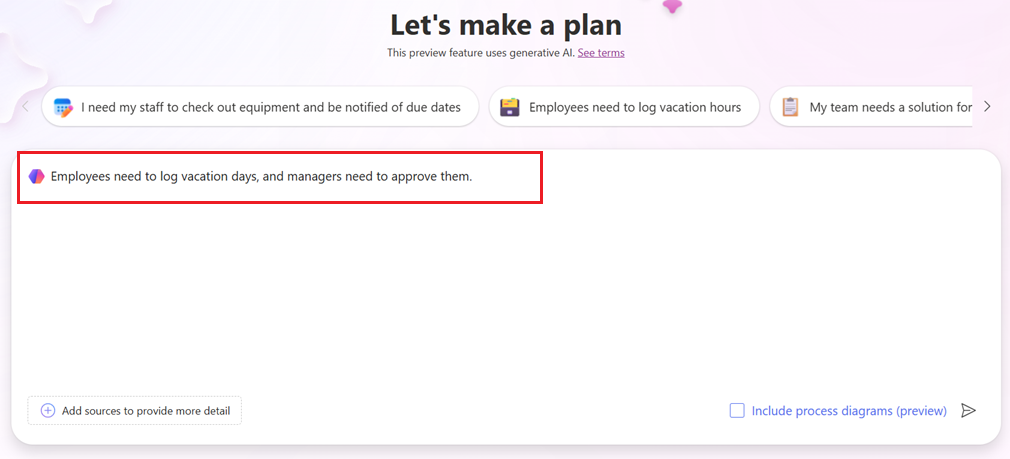 Let's make a plan
This preview feature uses generative AI. See terms
I need my staff to check out equipment and be notified of due dates
Employees need to log vacation hours
My team needs a solution for
Employees need to log vacation days, and managers need to approve them.
Add sources to provide more detail
Include process diagrams (preview)